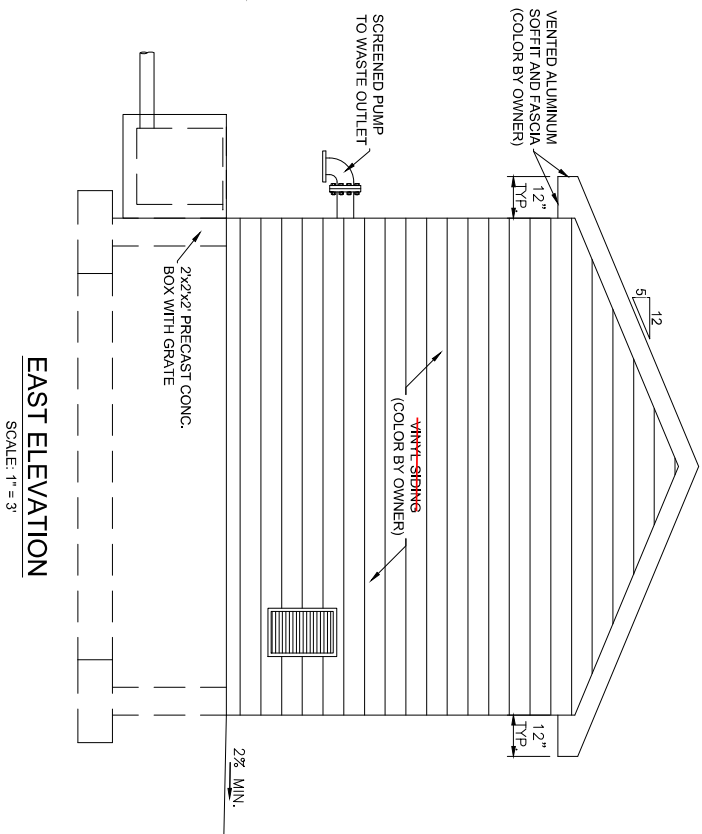 VENTED ALUMINUM
SOFFIT AND FASCIA
(COLOR BY OWNER)
12"
TYP.
5
12
12"
TYP.
SCREENED PUMP
TO WASTE OUTLET
VINYL SIDING
(COLOR BY OWNER)
2'x2'x2' PRECAST CONC.
BOX WITH GRATE
2% MIN.
EAST ELEVATION
SCALE: 1" = 3'